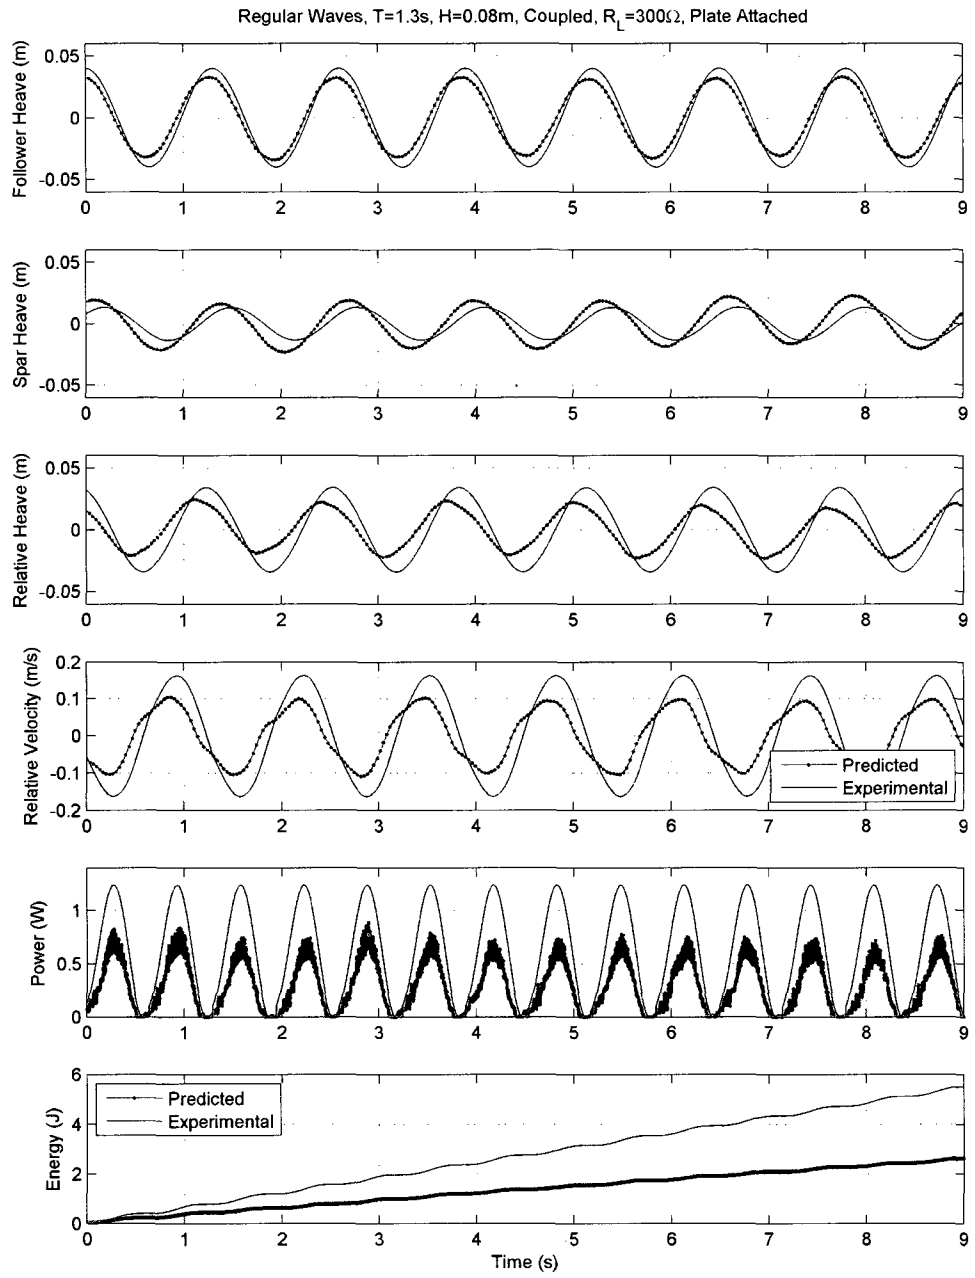 Regular Waves, T=1.3s, H=0.08m, Coupled, R_L=300Ω, Plate Attached
Follower Heave (m)
0.05
0
-0.05
0 1 2 3 4 5 6 7 8 9
Spar Heave (m)
0.05
0
-0.05
0 1 2 3 4 5 6 7 8 9
Relative Heave (m)
0.05
0
-0.05
0 1 2 3 4 5 6 7 8 9
Relative Velocity (m/s)
0.2
0.1
0
-0.1
-0.2
Predicted
Experimental
0 1 2 3 4 5 6 7 8 9
Power (W)
1
0.5
0
0 1 2 3 4 5 6 7 8 9
Energy (J)
6
4
2
0
Predicted
Experimental
0 1 2 3 4 5 6 7 8 9
Time (s)